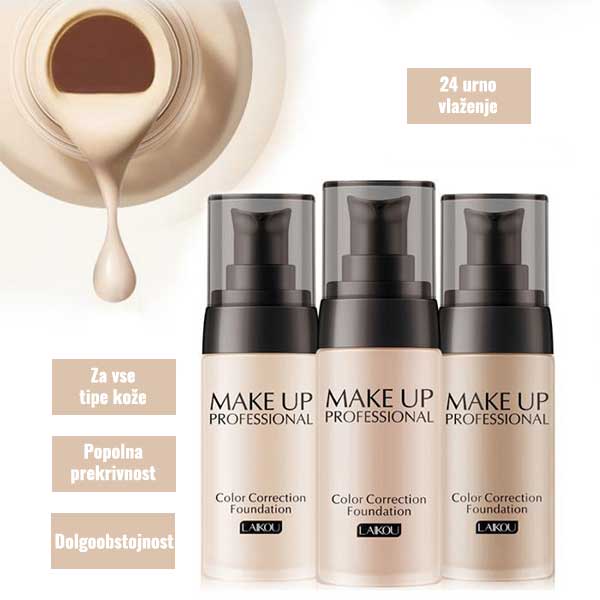 24 urno
vlaženje
Za vse
tipe kože
Popolna
prekrivnost
Dolgoobstojnost
MAKE UP
PROFESSIONAL
Color Correction
Foundation
LAIKOU
MAKE UP
PROFESSIONAL
Color Correction
Foundation
LAIKOU
MAKE UP
PROFESSIONAL
Color Correction
Foundation
LAIKOU